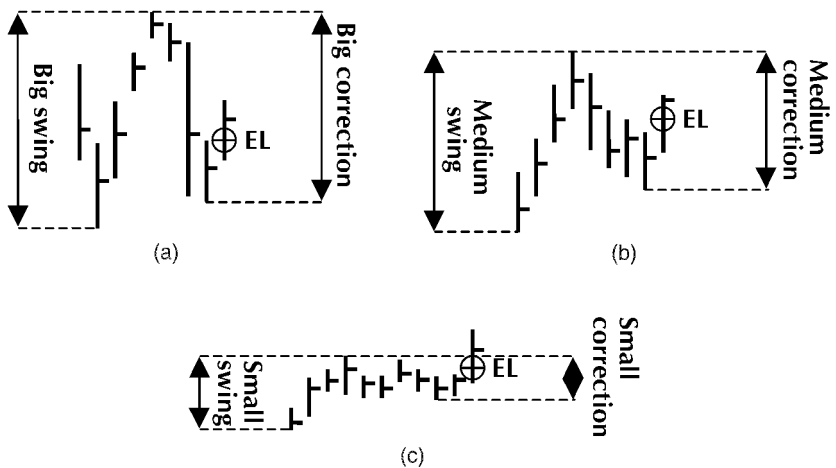 Big swing
Big correction
EL
(a)
Medium
swing
Medium
correction
EL
(b)
Small
swing
Small
correction
EL
(c)